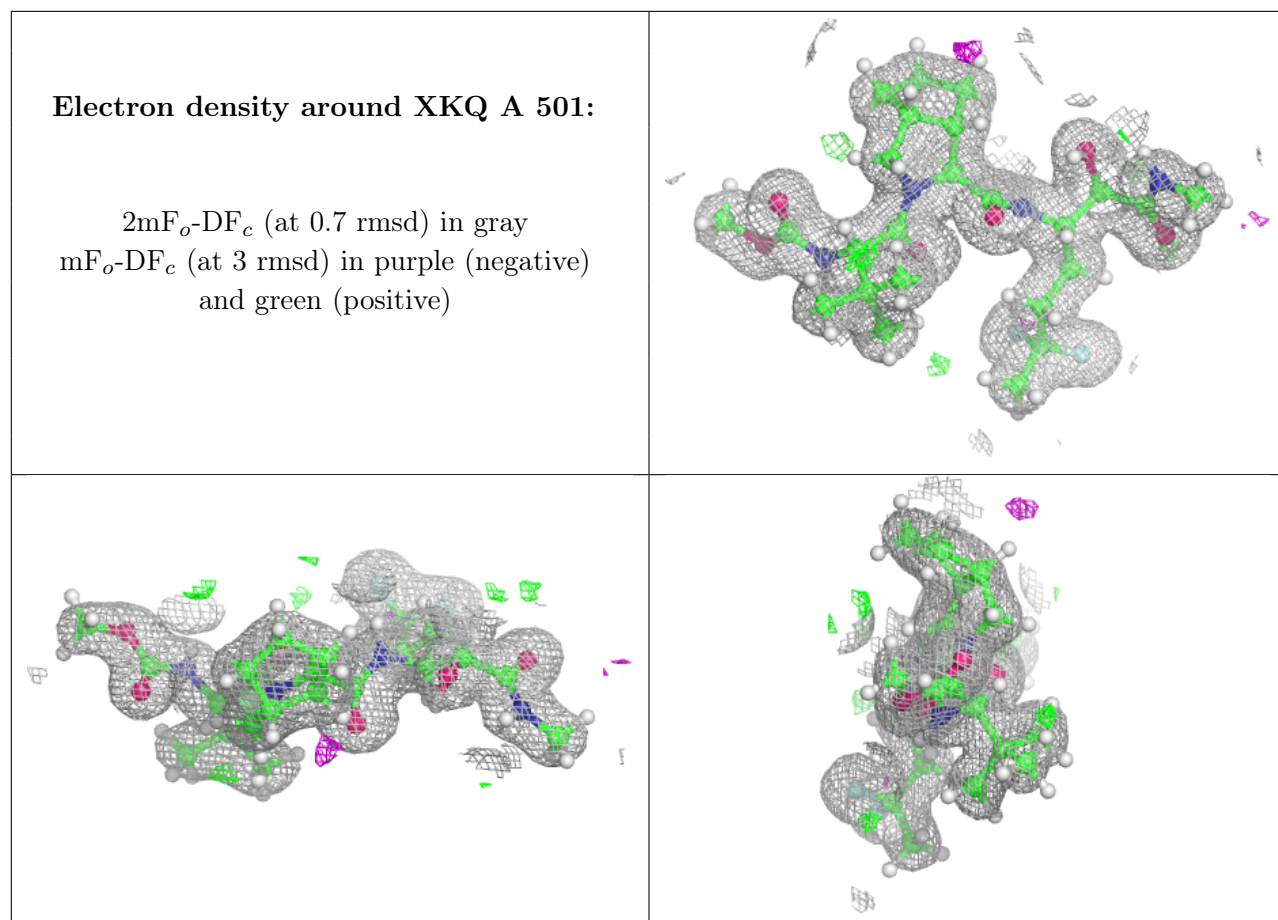 Electron density around XKQ A 501:
2mFₒ-DF𝑐 (at 0.7 rmsd) in gray
mFₒ-DF𝑐 (at 3 rmsd) in purple (negative)
and green (positive)